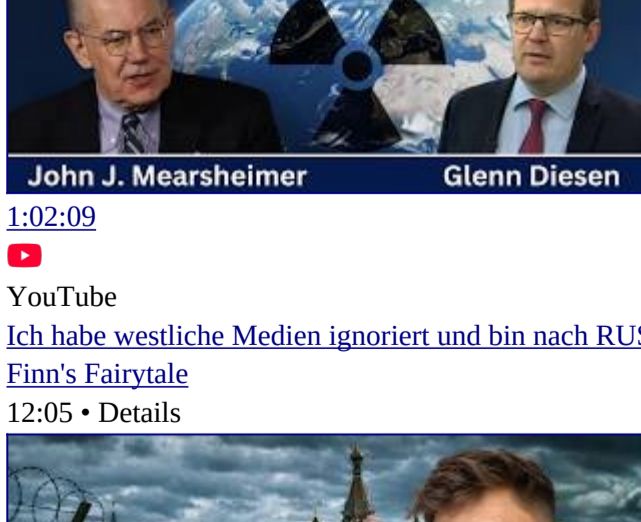 John J. Mearsheimer Glenn Diesen
1:02:09
YouTube
Ich habe westliche Medien ignoriert und bin nach RUS
Finn's Fairytale
12:05 • Details